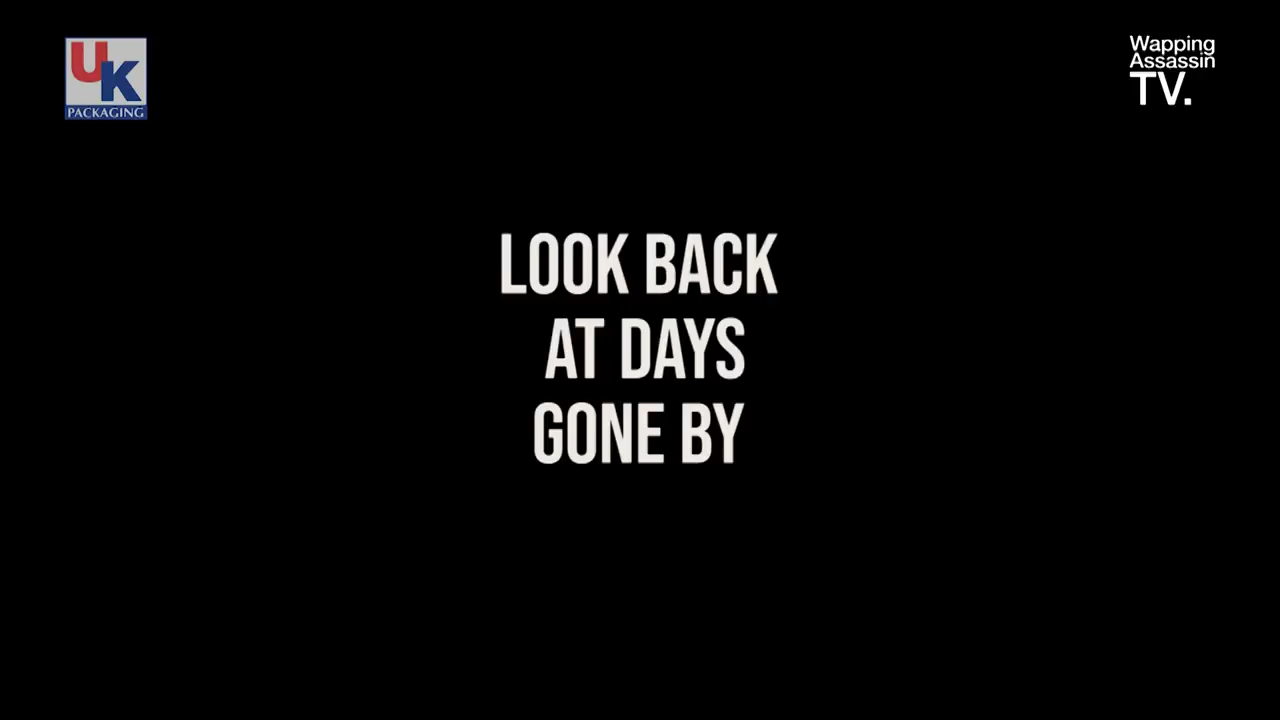 UK
PACKAGING
Wapping
Assassin
TV.
LOOK BACK
AT DAYS
GONE BY